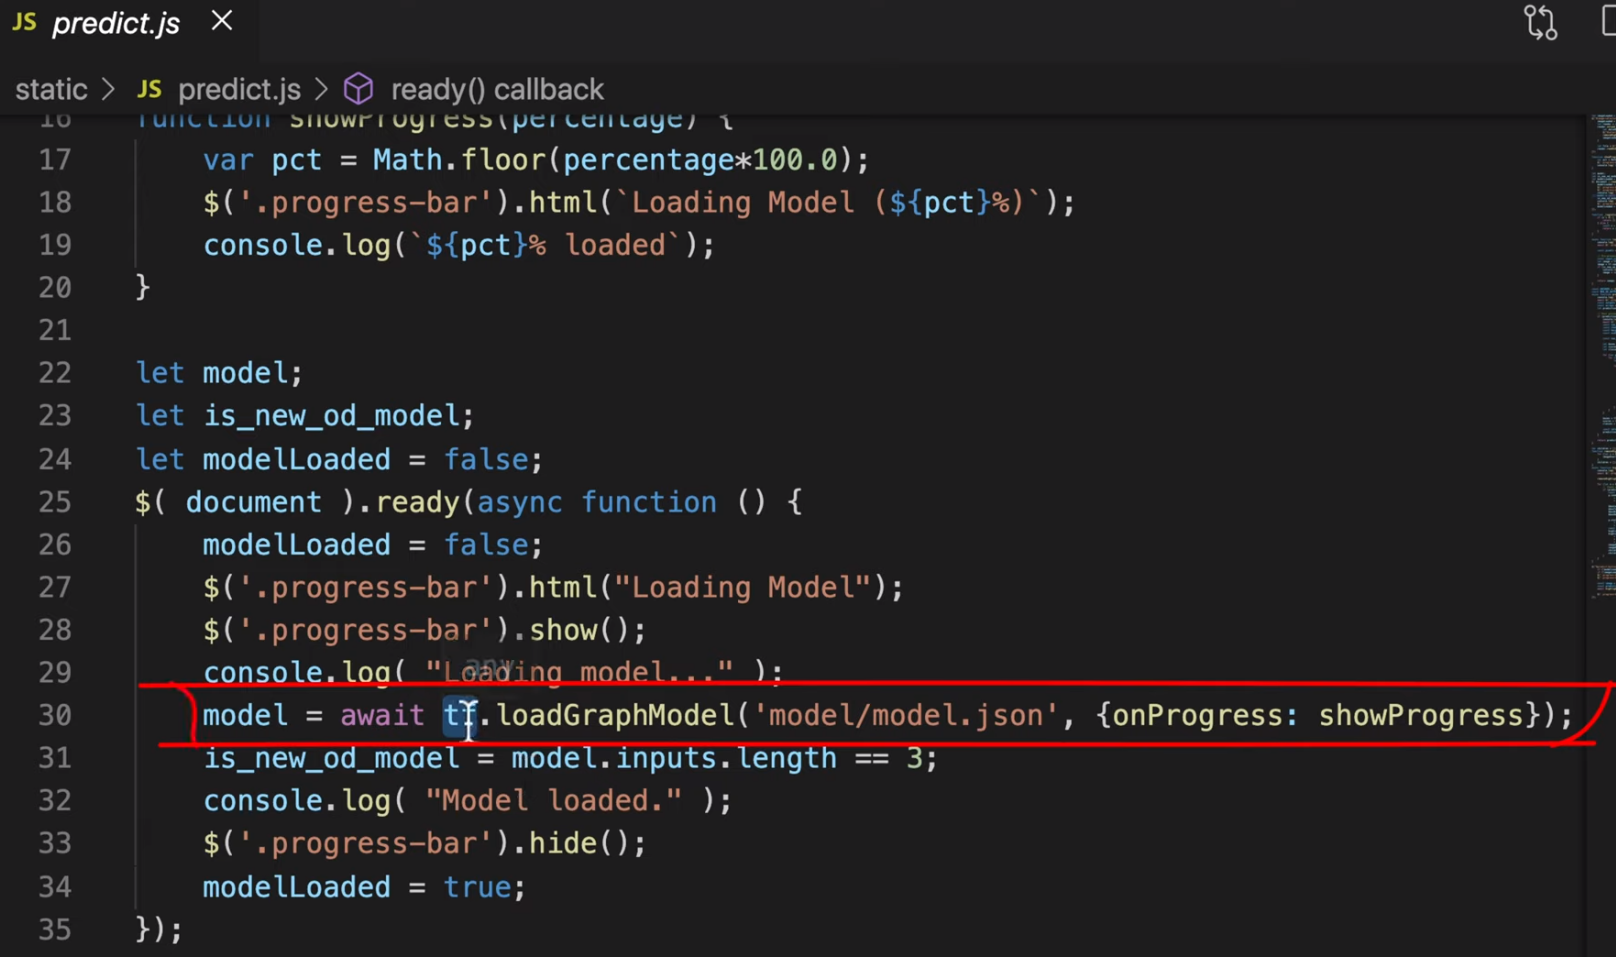 JS predict.js
static > JS predict.js > ready() callback
16 function showProgress(percentage) {
17 var pct = Math.floor(percentage*100.0);
18 $('.progress-bar').html(`Loading Model (${pct}%)`);
19 console.log(`${pct}% loaded`);
20 }
21
22 let model;
23 let is_new_od_model;
24 let modelLoaded = false;
25 $( document ).ready(async function () {
26 modelLoaded = false;
27 $('.progress-bar').html("Loading Model");
28 $('.progress-bar').show();
any
29 console.log( "Loading model..." );
30 model = await tf.loadGraphModel('model/model.json', {onProgress: showProgress});
31 is_new_od_model = model.inputs.length == 3;
32 console.log( "Model loaded." );
33 $('.progress-bar').hide();
34 modelLoaded = true;
35 });